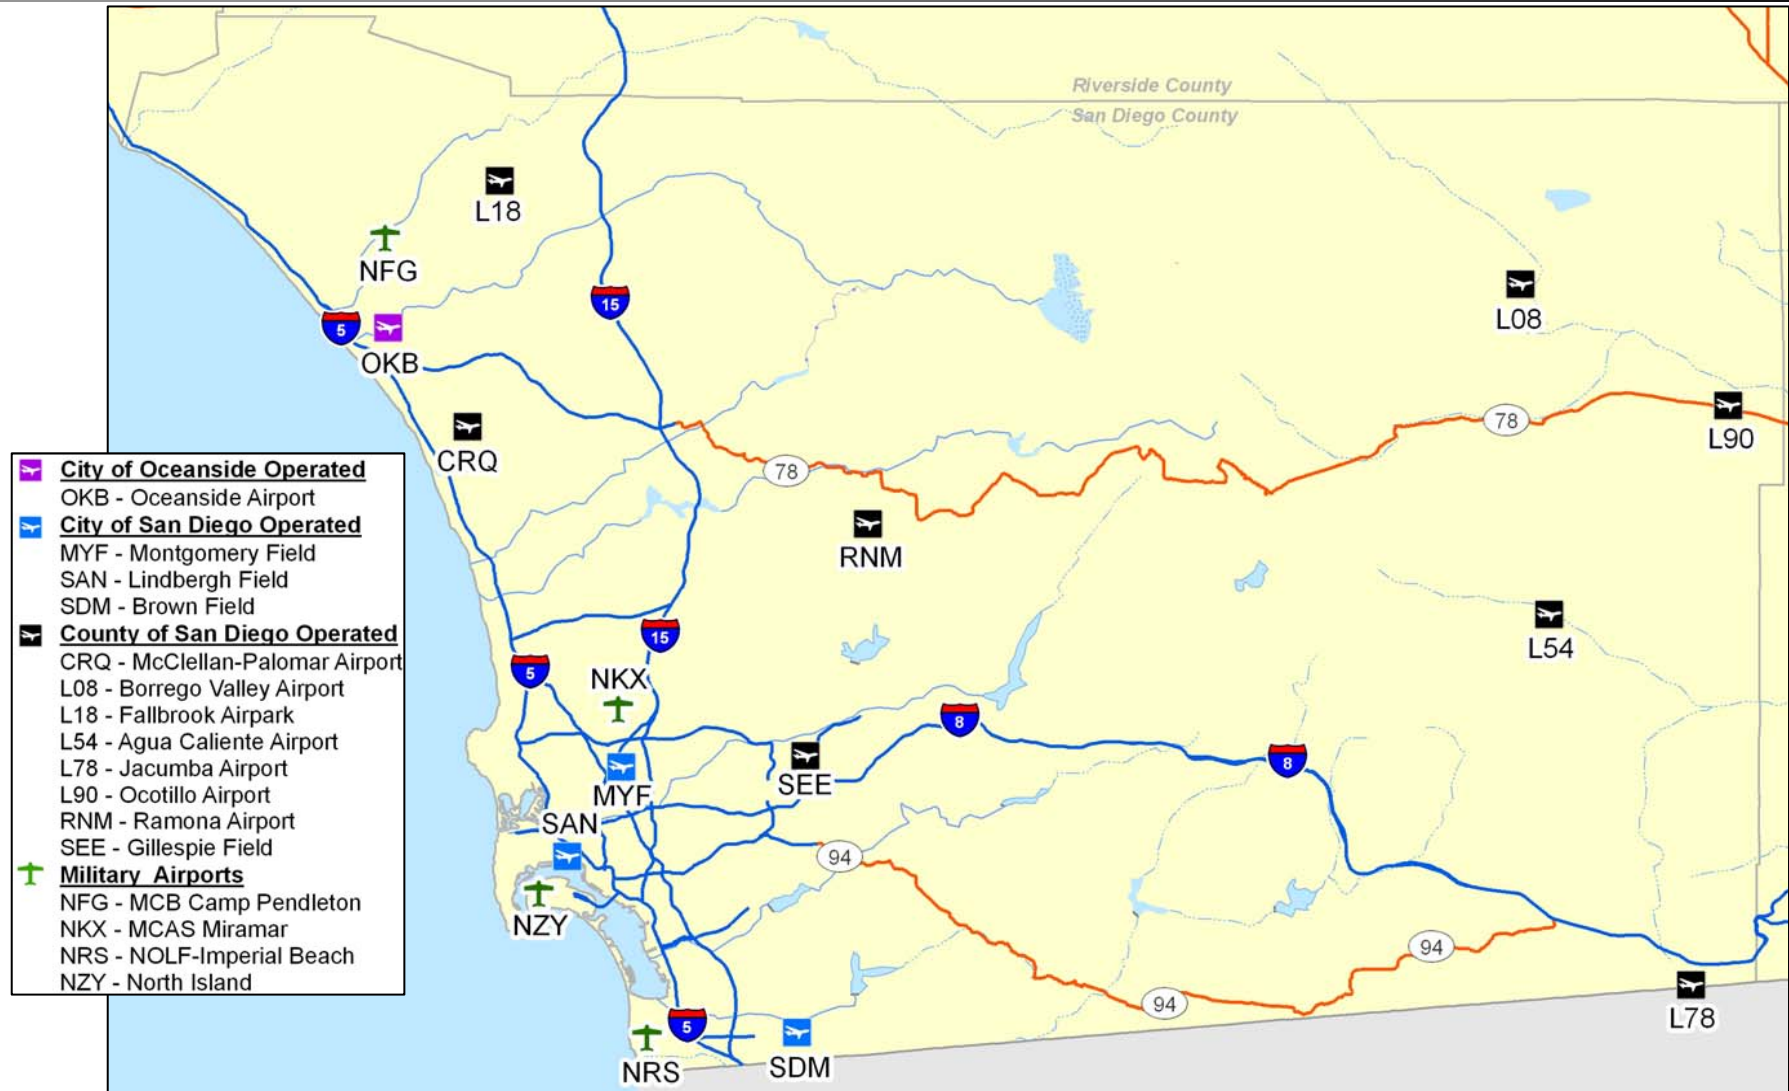 Riverside County
San Diego County
L18
NFG
15
L08
5
OKB
L90
78
CRQ
78
RNM
L54
15
5
NKX
8
8
SEE
MYF
SAN
94
NZY
94
94
L78
5
NRS
SDM
City of Oceanside Operated
OKB - Oceanside Airport
City of San Diego Operated
MYF - Montgomery Field
SAN - Lindbergh Field
SDM - Brown Field
County of San Diego Operated
CRQ - McClellan-Palomar Airport
L08 - Borrego Valley Airport
L18 - Fallbrook Airpark
L54 - Agua Caliente Airport
L78 - Jacumba Airport
L90 - Ocotillo Airport
RNM - Ramona Airport
SEE - Gillespie Field
Military Airports
NFG - MCB Camp Pendleton
NKX - MCAS Miramar
NRS - NOLF-Imperial Beach
NZY - North Island